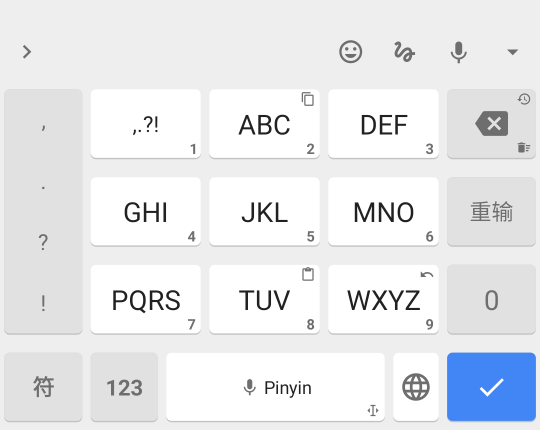 ,
.
?
!
,.?! 1
ABC 2
DEF 3
GHI 4
JKL 5
MNO 6
重输
PQRS 7
TUV 8
WXYZ 9
0
符
123
Pinyin